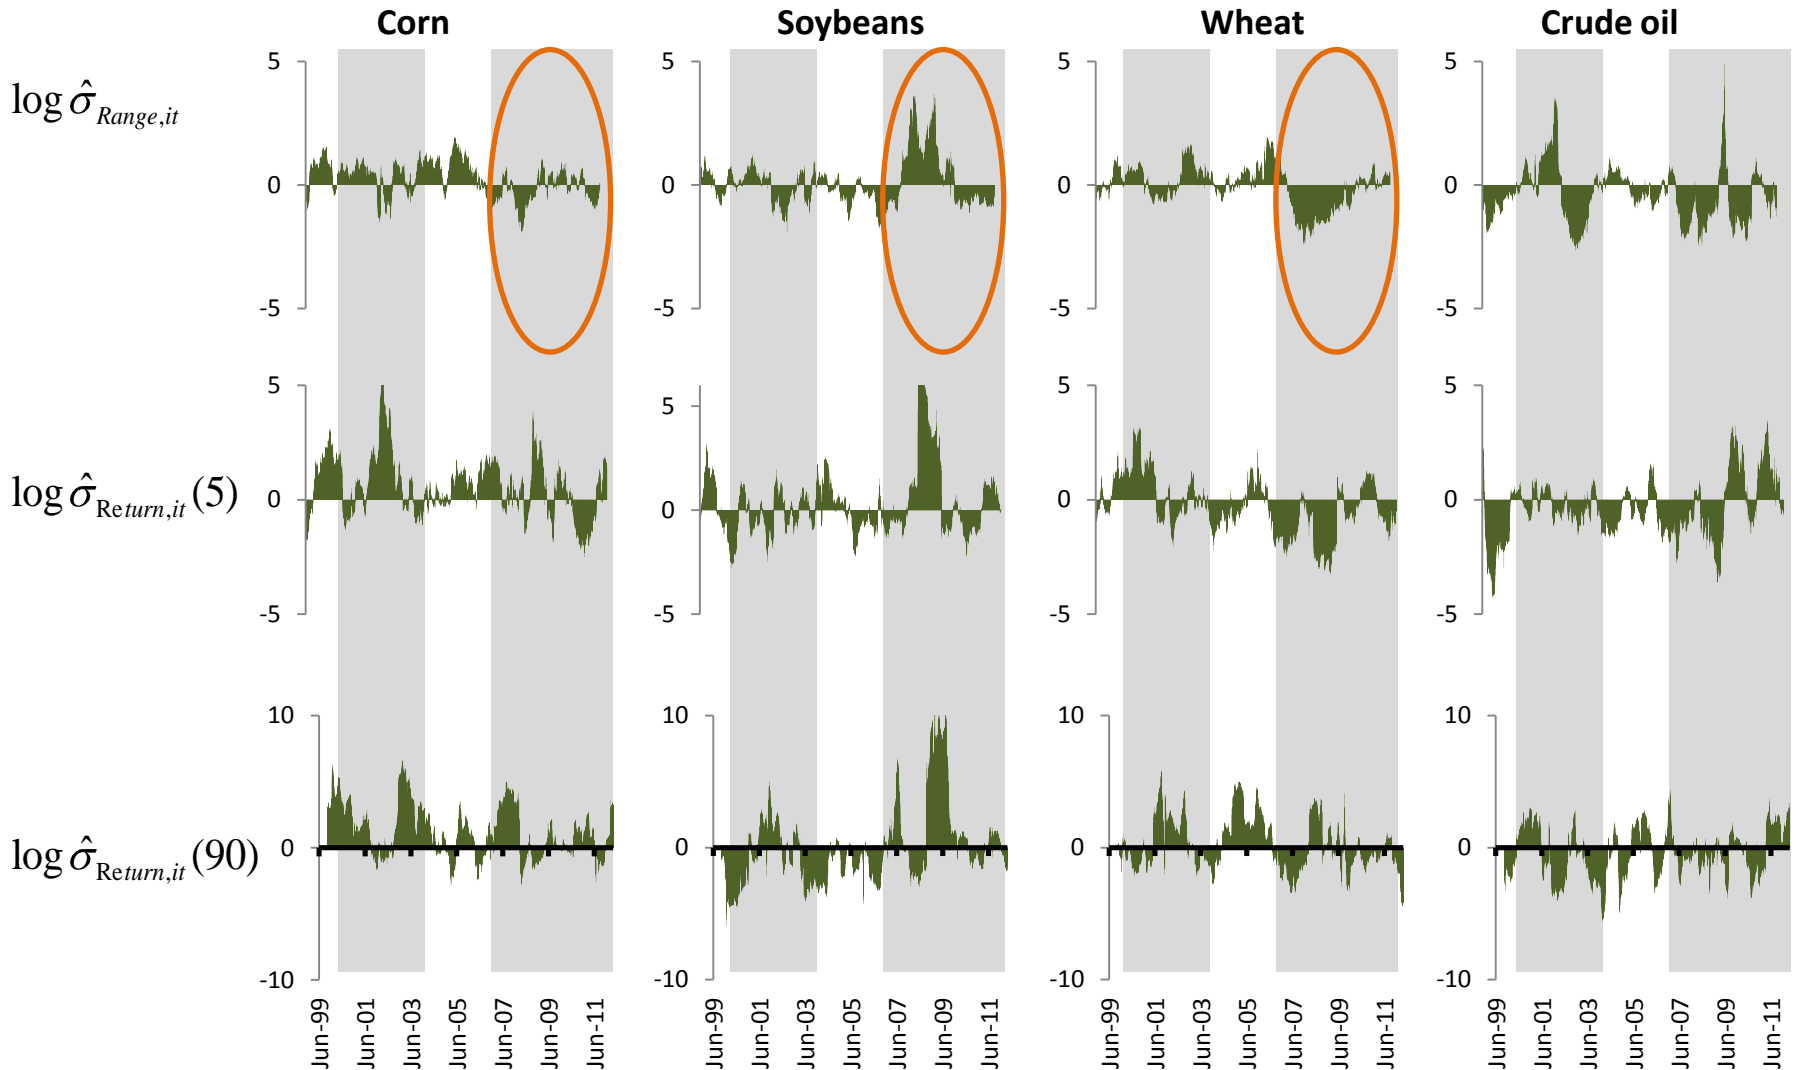 Corn Soybeans Wheat Crude oil
log σ̂ Range,it
5 5 5 5
0 0 0 0
-5 -5 -5 -5
log σ̂ Return,it (5)
5 5 5 5
0 0 0 0
-5 -5 -5 -5
log σ̂ Return,it (90)
10 10 10 10
0 0 0 0
-10 -10 -10 -10
Jun-99 Jun-01 Jun-03 Jun-05 Jun-07 Jun-09 Jun-11 Jun-99 Jun-01 Jun-03 Jun-05 Jun-07 Jun-09 Jun-11 Jun-99 Jun-01 Jun-03 Jun-05 Jun-07 Jun-09 Jun-11 Jun-99 Jun-01 Jun-03 Jun-05 Jun-07 Jun-09 Jun-11